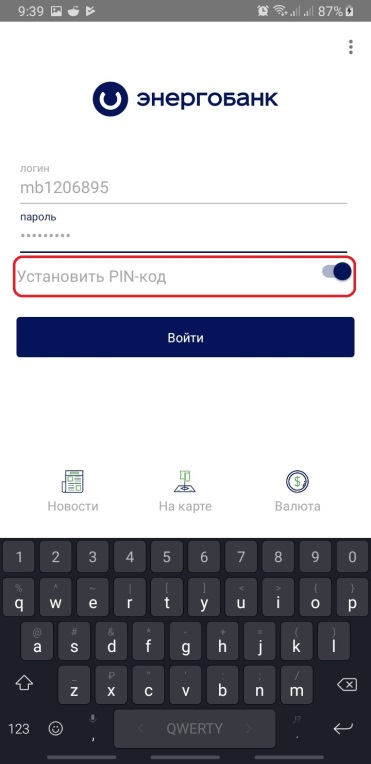 9:39 87%
энергобанк
логин
mb1206895
пароль
•••••••••
Установить PIN-код
Войти
Новости На карте Валюта
1 2 3 4 5 6 7 8 9 0
q w e r t y u i o p
a s d f g h j k l
z x c v b n m
123 , QWERTY .